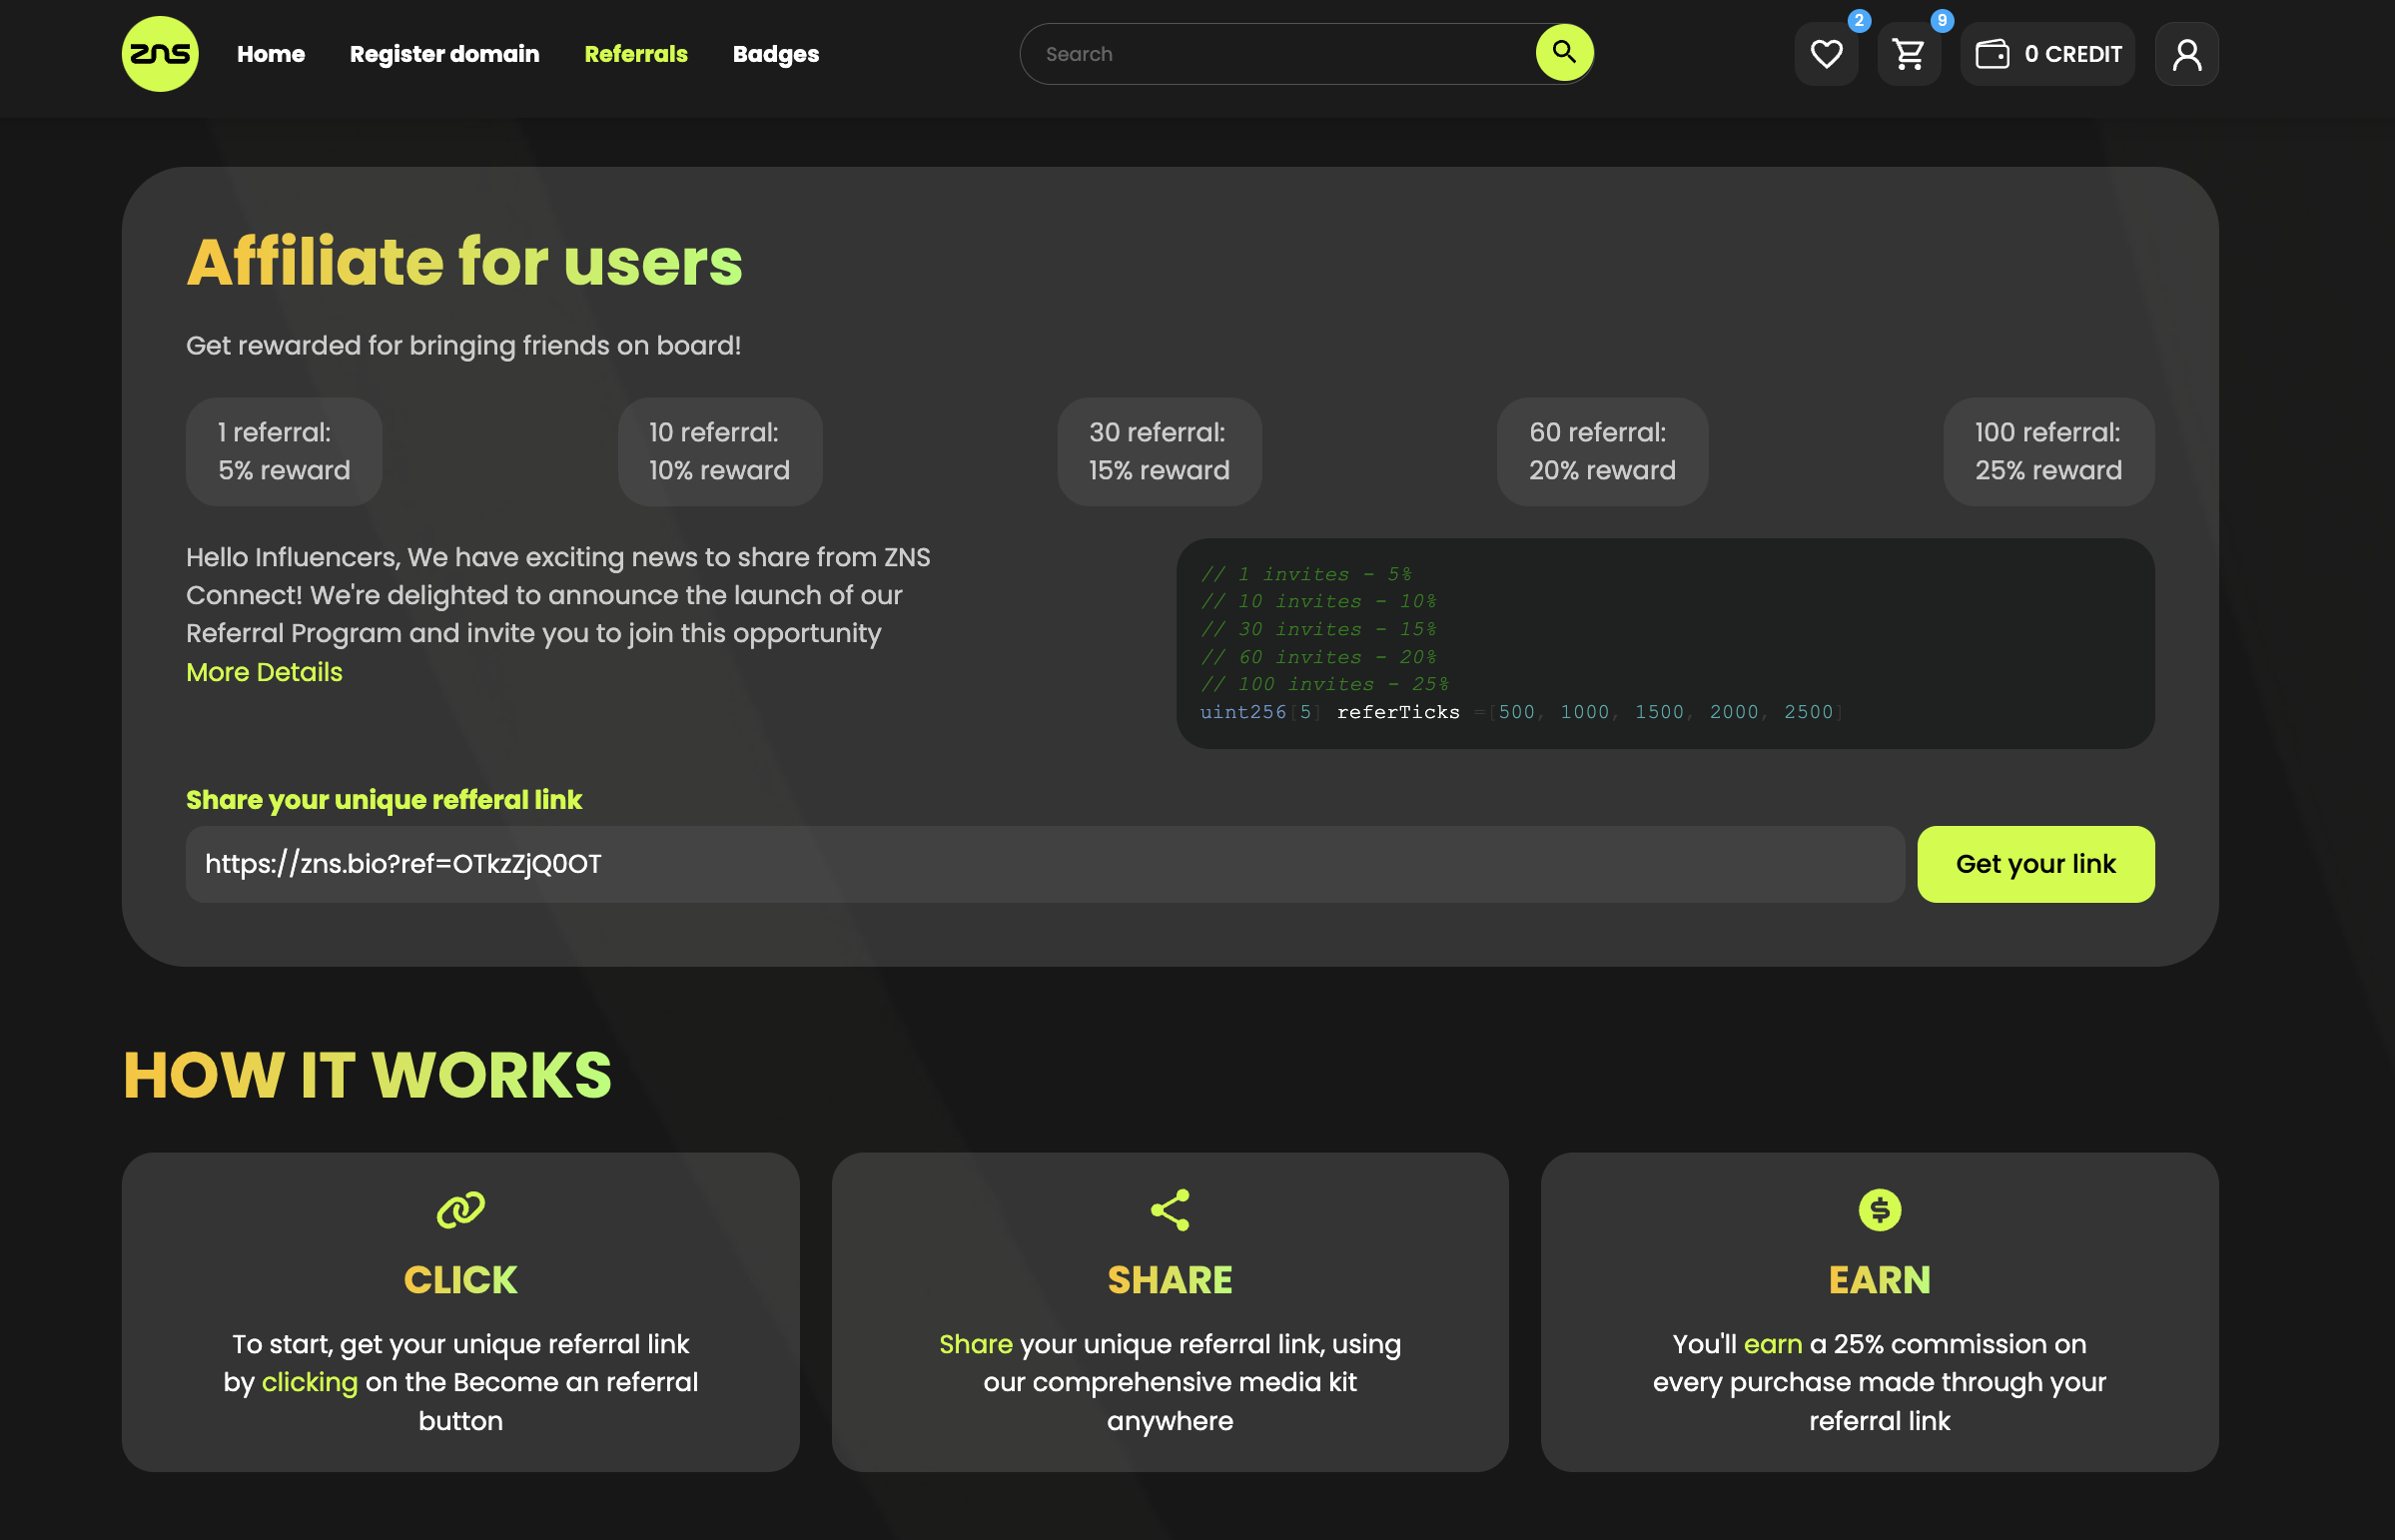 zns Home Register domain Referrals Badges Search 2 9 0 CREDIT
Affiliate for users
Get rewarded for bringing friends on board!
1 referral:
5% reward
10 referral:
10% reward
30 referral:
15% reward
60 referral:
20% reward
100 referral:
25% reward
Hello Influencers, We have exciting news to share from ZNS
Connect! We're delighted to announce the launch of our
Referral Program and invite you to join this opportunity
More Details
// 1 invites - 5%
// 10 invites - 10%
// 30 invites - 15%
// 60 invites - 20%
// 100 invites - 25%
uint256[5] referTicks =[500, 1000, 1500, 2000, 2500]
Share your unique refferal link
https://zns.bio?ref=OTkzZjQ0OT
Get your link
HOW IT WORKS
CLICK
To start, get your unique referral link
by clicking on the Become an referral
button
SHARE
Share your unique referral link, using
our comprehensive media kit
anywhere
EARN
You'll earn a 25% commission on
every purchase made through your
referral link